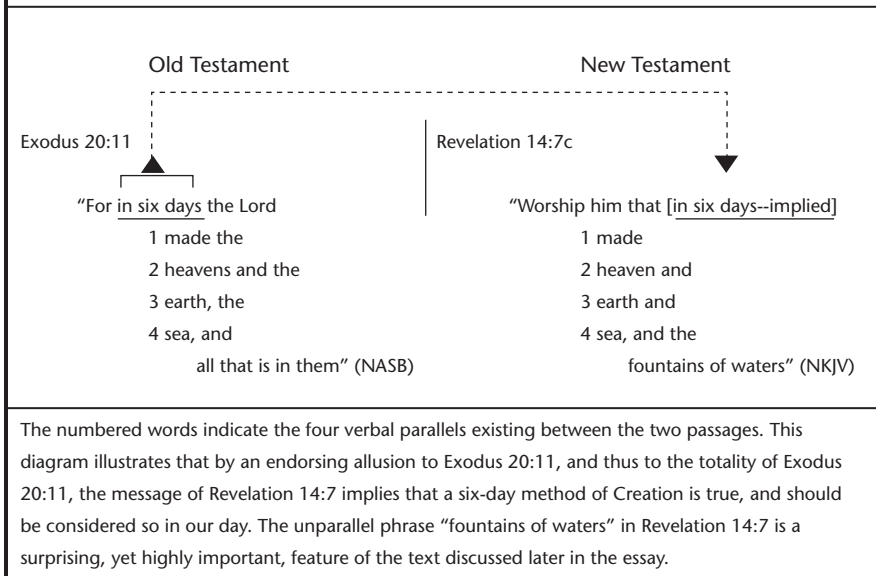 Old Testament New Testament
Exodus 20:11 Revelation 14:7c
“For in six days the Lord
1 made the
2 heavens and the
3 earth, the
4 sea, and
all that is in them” (NASB)
“Worship him that [in six days--implied]
1 made
2 heaven and
3 earth and
4 sea, and the
fountains of waters” (NKJV)
The numbered words indicate the four verbal parallels existing between the two passages. This
diagram illustrates that by an endorsing allusion to Exodus 20:11, and thus to the totality of Exodus
20:11, the message of Revelation 14:7 implies that a six-day method of Creation is true, and should
be considered so in our day. The unparallel phrase “fountains of waters” in Revelation 14:7 is a
surprising, yet highly important, feature of the text discussed later in the essay.